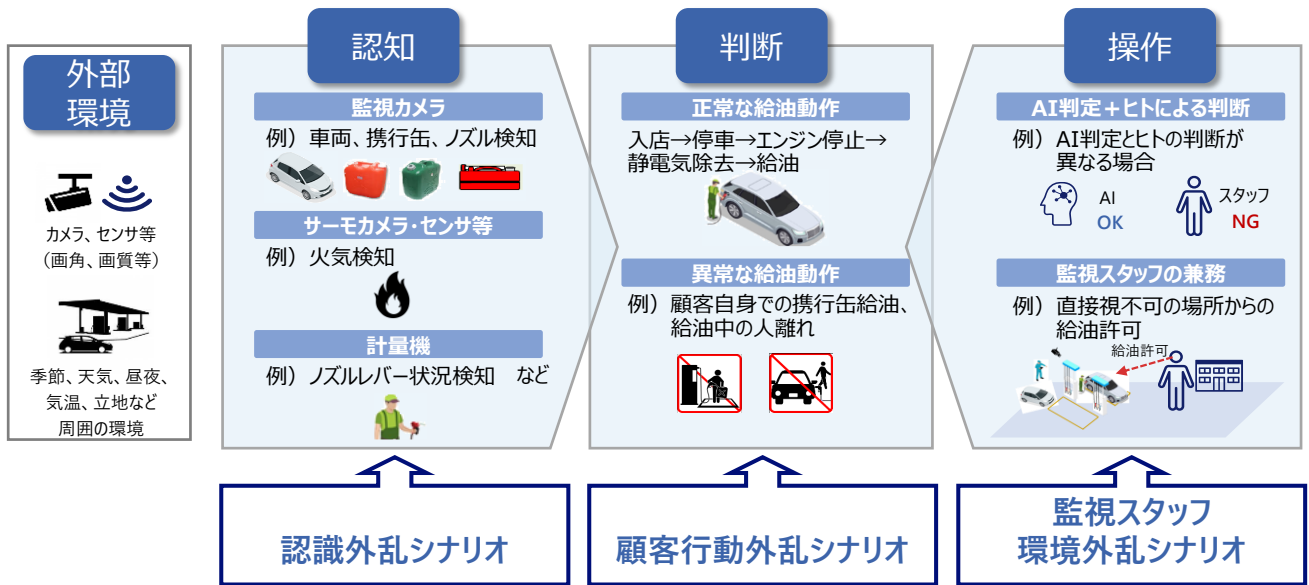 外部
環境
カメラ、センサ等
（画角、画質等）
季節、天気、昼夜、
気温、立地など
周囲の環境
認知
監視カメラ
例）車両、携行缶、ノズル検知
サーモカメラ・センサ等
例）火気検知
計量機
例）ノズルレバー状況検知　など
認識外乱シナリオ
判断
正常な給油動作
入店→停車→エンジン停止→
静電気除去→給油
異常な給油動作
例）顧客自身での携行缶給油、
給油中の人離れ
顧客行動外乱シナリオ
操作
AI判定＋ヒトによる判断
例）AI判定とヒトの判断が
異なる場合
AI
OK
スタッフ
NG
監視スタッフの兼務
例）直接視不可の場所からの
給油許可
給油許可
監視スタッフ
環境外乱シナリオ